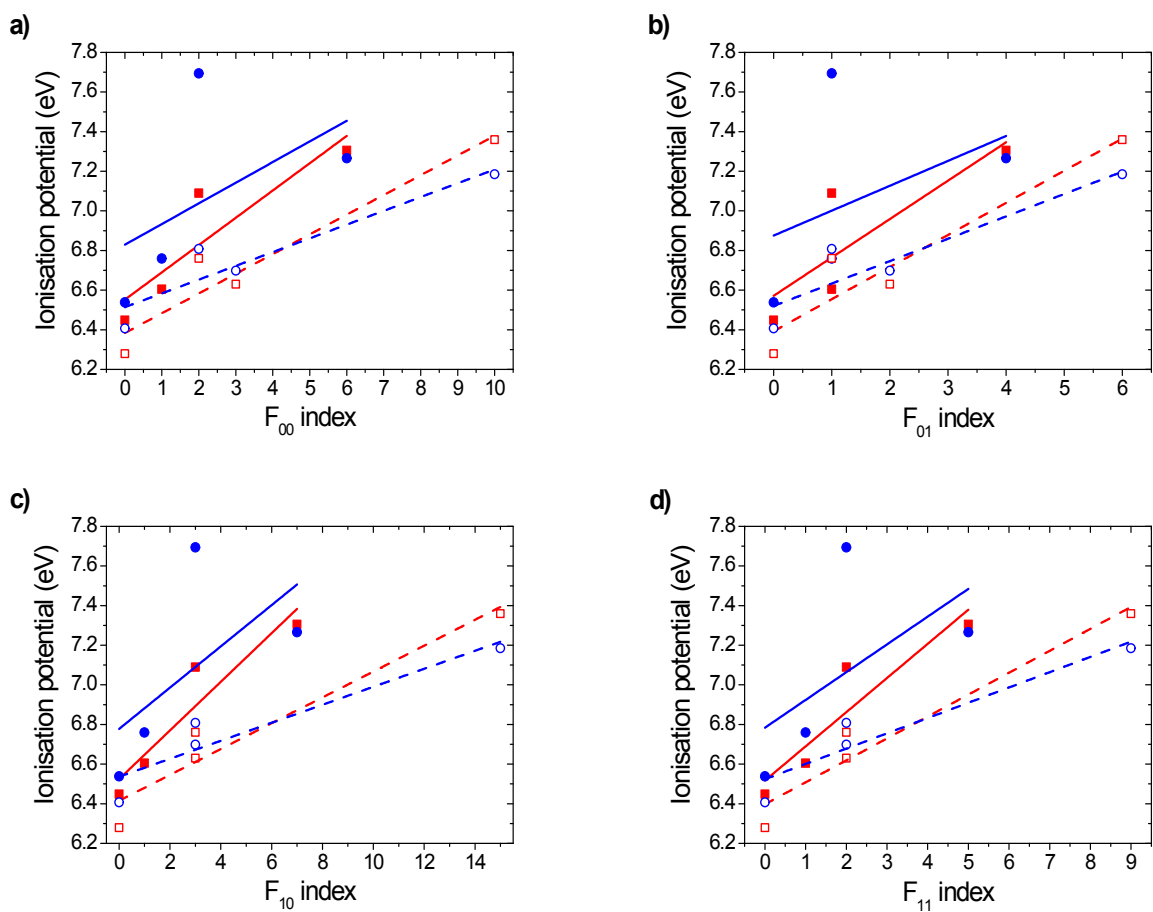 a)
Ionisation potential (eV)
7.8
7.6
7.4
7.2
7.0
6.8
6.6
6.4
6.2
0 1 2 3 4 5 6 7 8 9 10
F00 index
b)
Ionisation potential (eV)
7.8
7.6
7.4
7.2
7.0
6.8
6.6
6.4
6.2
0 1 2 3 4 5 6
F01 index
c)
Ionisation potential (eV)
7.8
7.6
7.4
7.2
7.0
6.8
6.6
6.4
6.2
0 2 4 6 8 10 12 14
F10 index
d)
Ionisation potential (eV)
7.8
7.6
7.4
7.2
7.0
6.8
6.6
6.4
6.2
0 1 2 3 4 5 6 7 8 9
F11 index